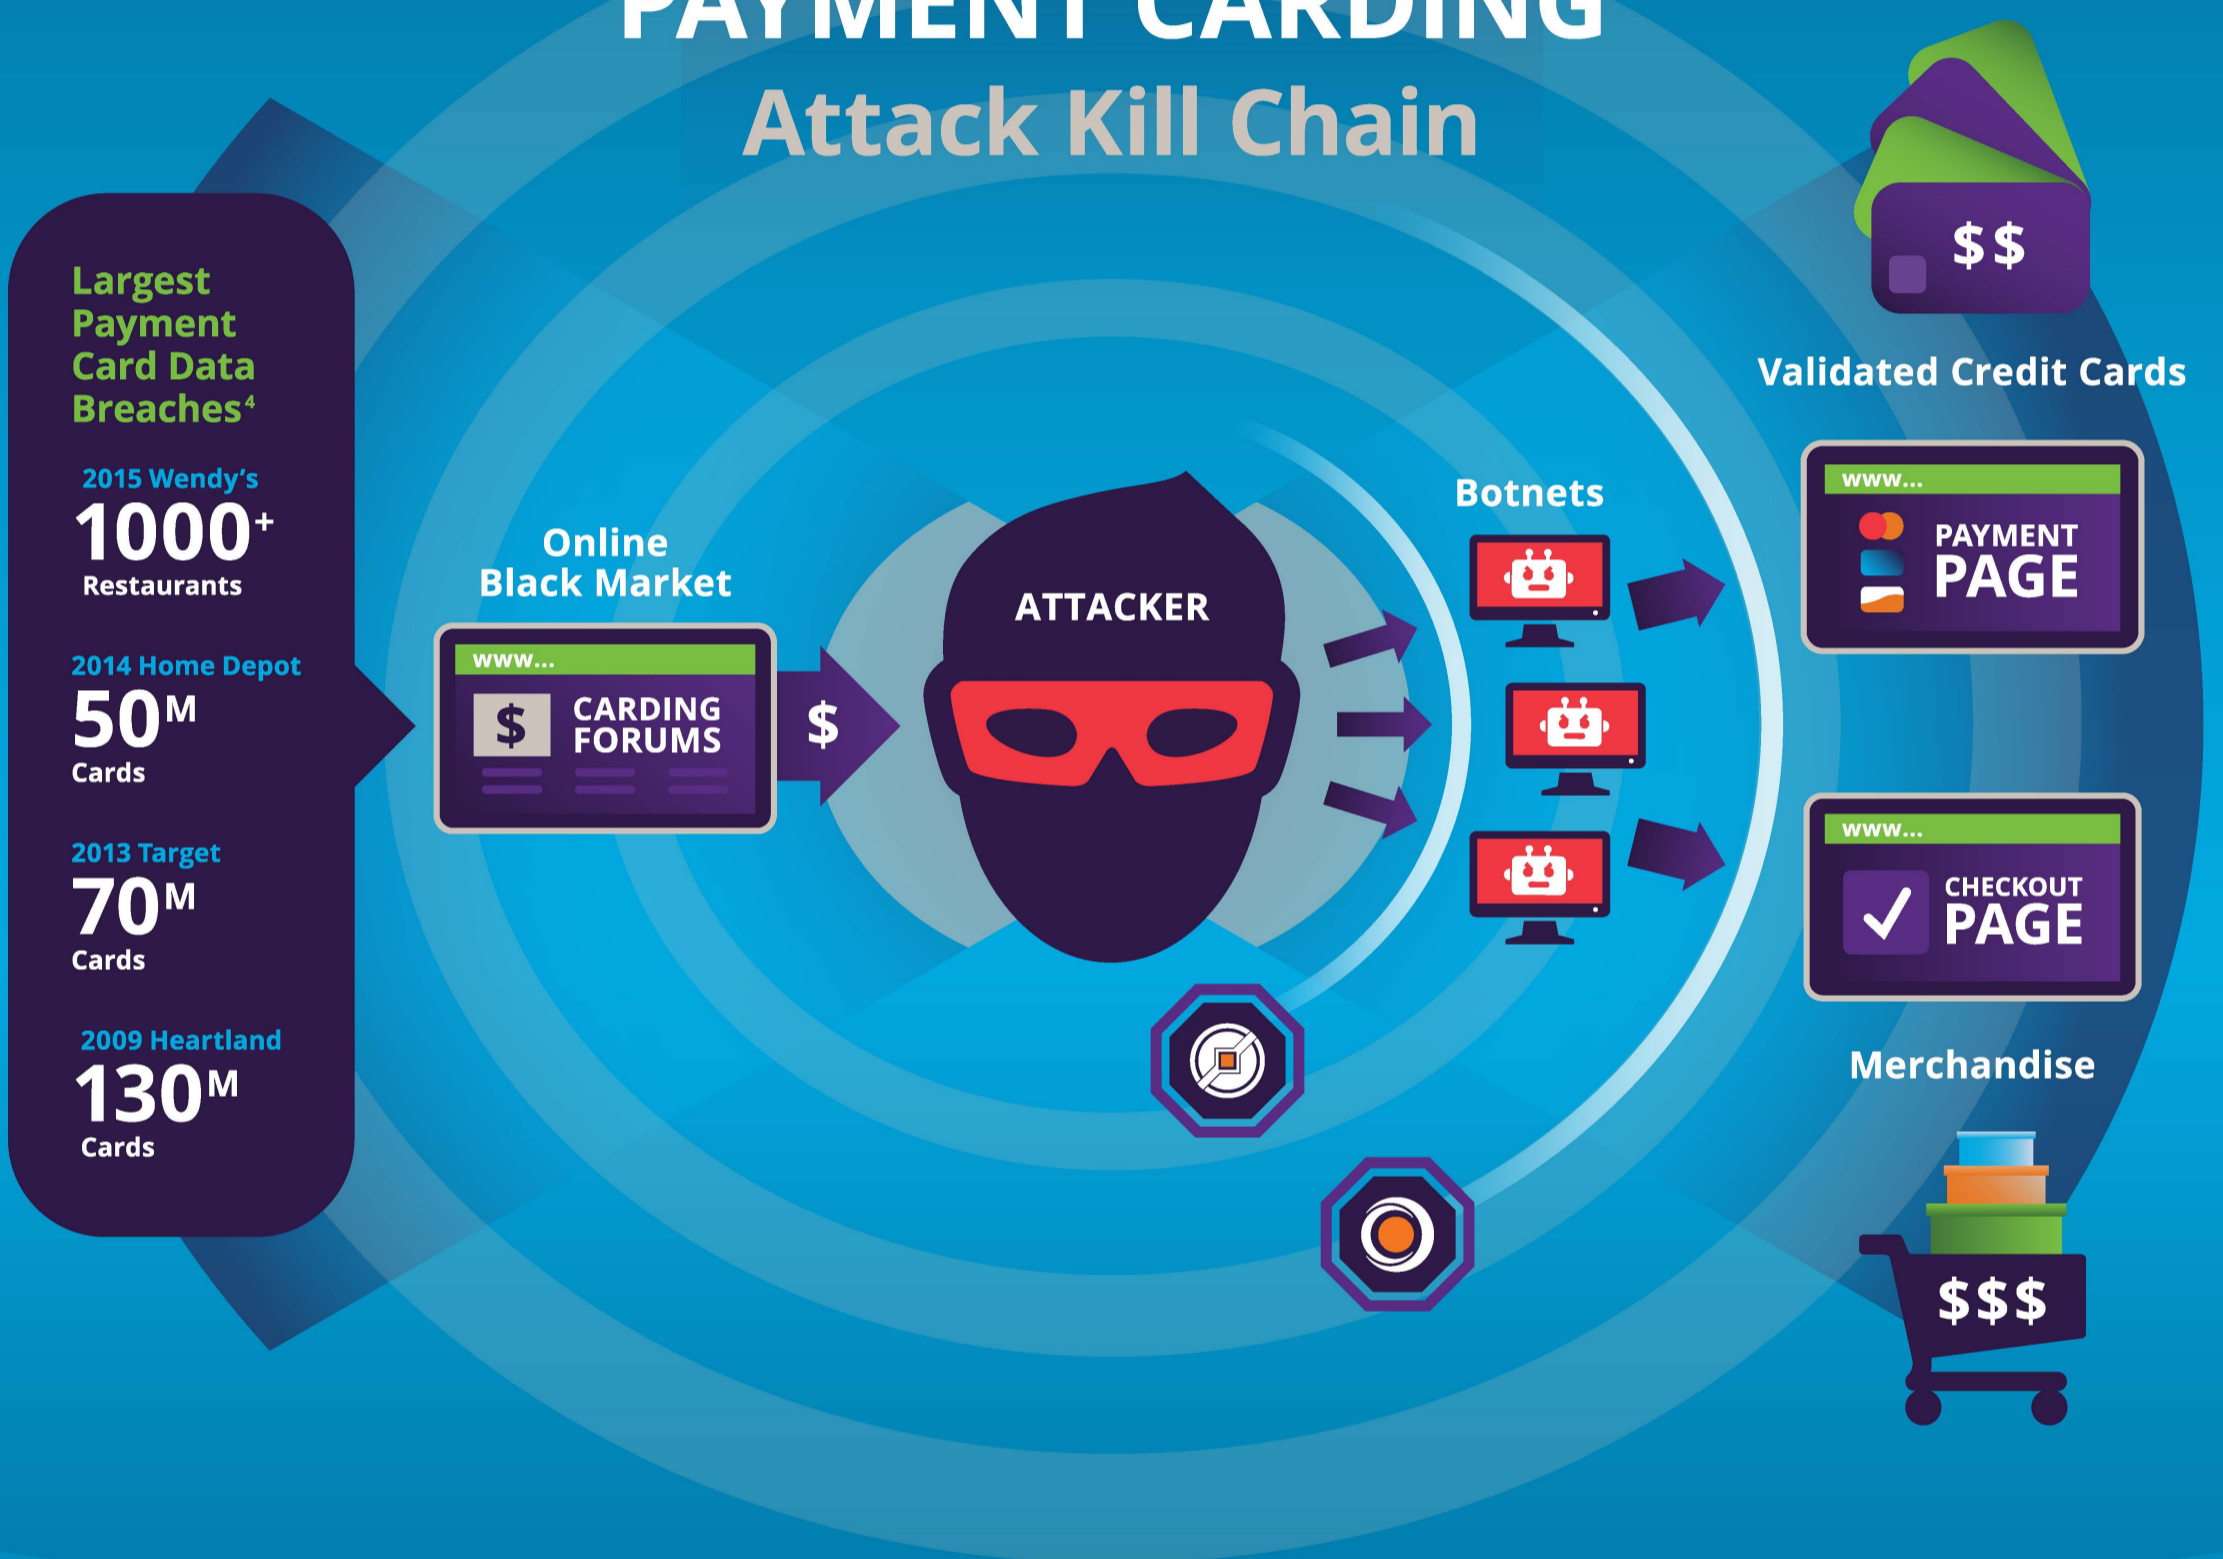 PAYMENT CARDING
Attack Kill Chain
Largest
Payment
Card Data
Breaches⁴
2015 Wendy's
1000+
Restaurants
2014 Home Depot
50M
Cards
2013 Target
70M
Cards
2009 Heartland
130M
Cards
Online
Black Market
www...
$
CARDING
FORUMS
$
ATTACKER
Botnets
$$
Validated Credit Cards
www...
PAYMENT
PAGE
www...
CHECKOUT
PAGE
Merchandise
$$$